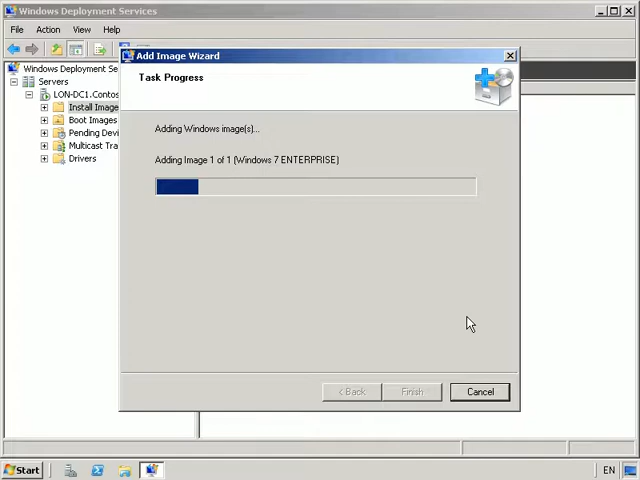 Windows Deployment Services
File Action View Help
Windows Deployment Se
Servers
LON-DC1.Contos
Install Image
Boot Images
Pending Devi
Multicast Tra
Drivers
Add Image Wizard
Task Progress
Adding Windows image(s)...
Adding Image 1 of 1 (Windows 7 ENTERPRISE)
< Back Finish Cancel
Start EN